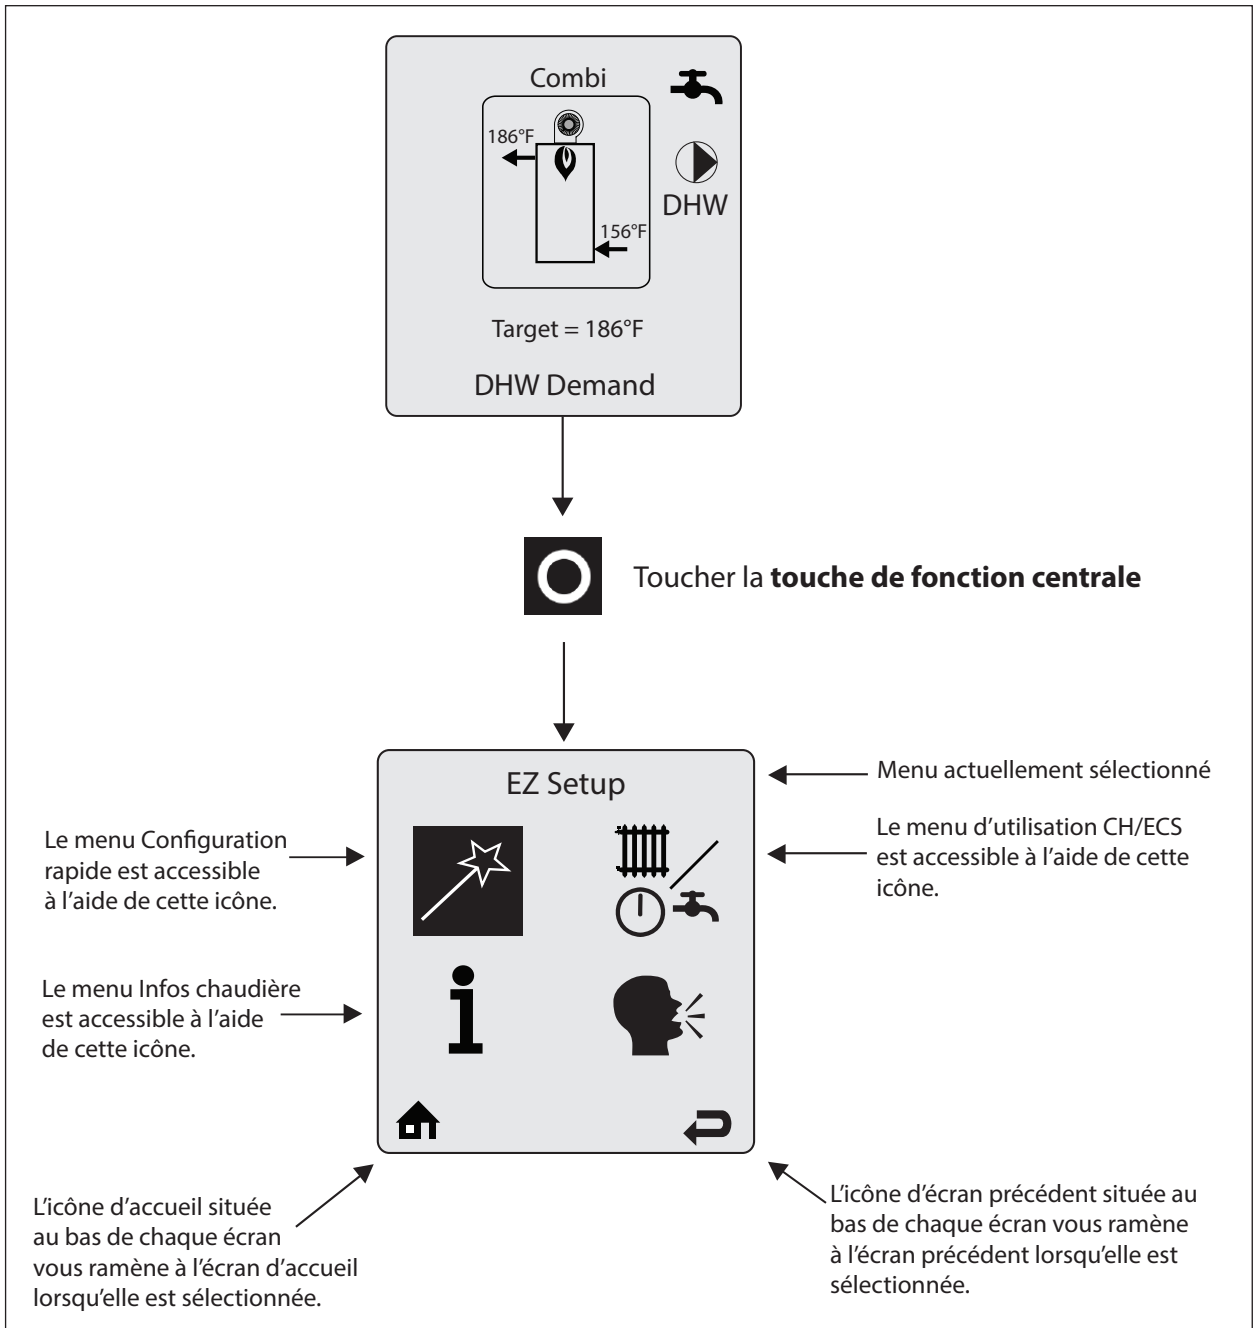 Combi
186°F
DHW
156°F
Target = 186°F
DHW Demand
Toucher la touche de fonction centrale
EZ Setup
Menu actuellement sélectionné
Le menu Configuration
rapide est accessible
à l'aide de cette icône.
Le menu d'utilisation CH/ECS
est accessible à l'aide de cette
icône.
Le menu Infos chaudière
est accessible à l'aide
de cette icône.
L'icône d'accueil située
au bas de chaque écran
vous ramène à l'écran d'accueil
lorsqu'elle est sélectionnée.
L'icône d'écran précédent située au
bas de chaque écran vous ramène
à l'écran précédent lorsqu'elle est
sélectionnée.